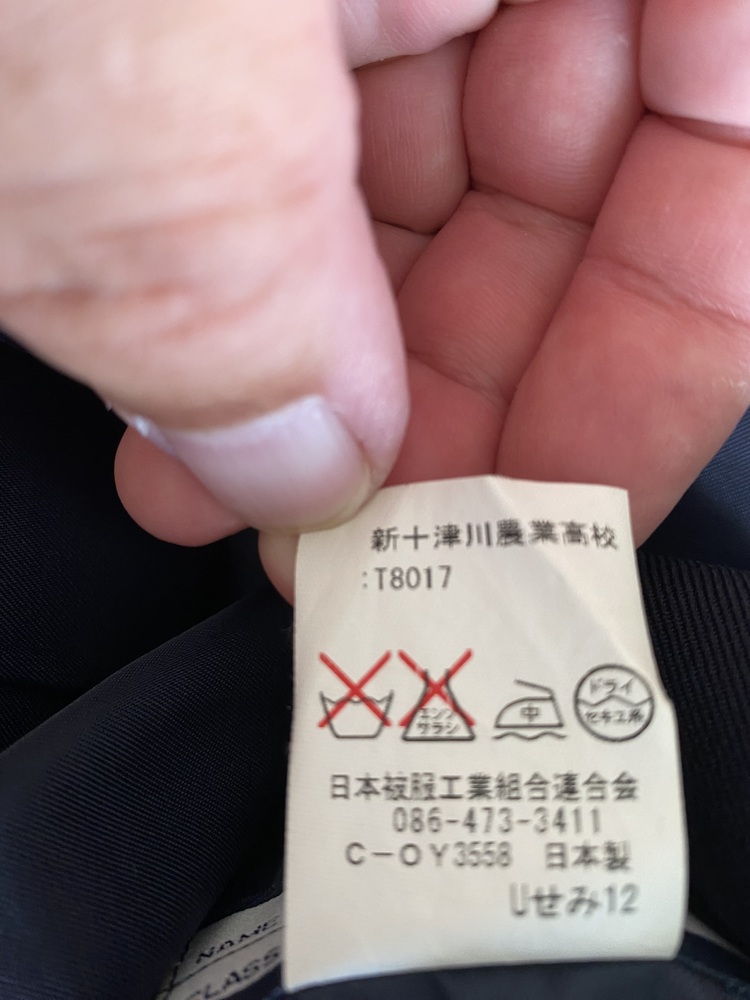 新十津川農業高校
:T8017
エンソ
サラシ
中
ドライ
セキユ系
日本被服工業組合連合会
086-473-3411
C-OY3558 日本製
Uせみ12
NAME
CLASS